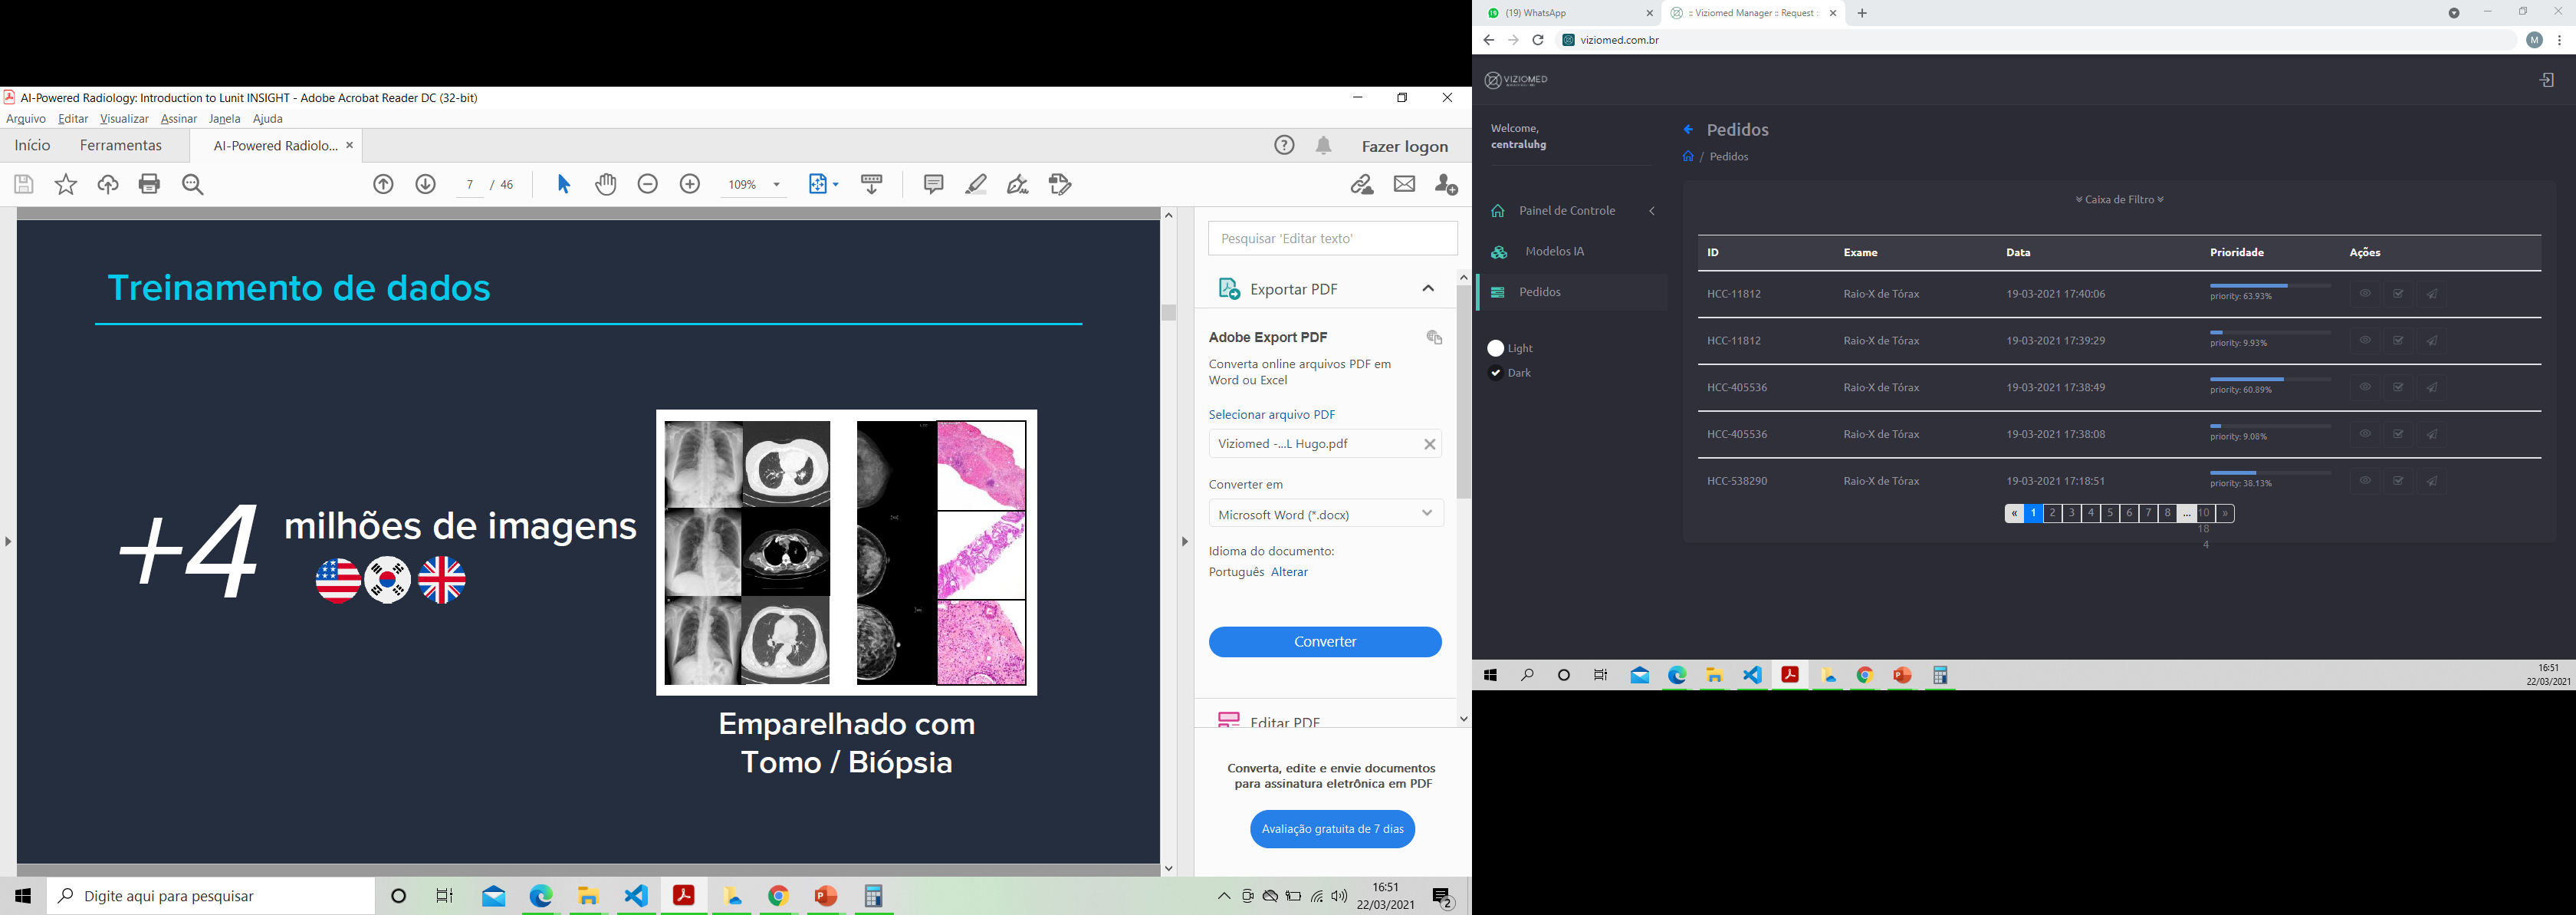 AI-Powered Radiology: Introduction to Lunit INSIGHT - Adobe Acrobat Reader DC (32-bit)
Arquivo Editar Visualizar Assinar Janela Ajuda
Início Ferramentas AI-Powered Radiolo... × Fazer logon
7 / 46 109%
Treinamento de dados
+4 milhões de imagens
Emparelhado com
Tomo / Biópsia
Pesquisar 'Editar texto'
Exportar PDF
Adobe Export PDF
Converta online arquivos PDF em
Word ou Excel
Selecionar arquivo PDF
Viziomed -...L Hugo.pdf
Converter em
Microsoft Word (*.docx)
Idioma do documento:
Português Alterar
Converter
Editar PDF
Converta, edite e envie documentos
para assinatura eletrônica em PDF
Avaliação gratuita de 7 dias
Digite aqui para pesquisar
16:51
22/03/2021
2
(19) WhatsApp
:: Viziomed Manager :: Request ::
viziomed.com.br
M
VIZIOMED
Welcome,
centraluhg
Painel de Controle
Modelos IA
Pedidos
Light
Dark
Pedidos
/ Pedidos
Caixa de Filtro
ID Exame Data Prioridade Ações
HCC-11812 Raio-X de Tórax 19-03-2021 17:40:06 priority: 63.93%
HCC-11812 Raio-X de Tórax 19-03-2021 17:39:29 priority: 9.93%
HCC-405536 Raio-X de Tórax 19-03-2021 17:38:49 priority: 60.89%
HCC-405536 Raio-X de Tórax 19-03-2021 17:38:08 priority: 9.08%
HCC-538290 Raio-X de Tórax 19-03-2021 17:18:51 priority: 38.13%
« 1 2 3 4 5 6 7 8 ... 10 »
18
4
16:51
22/03/2021